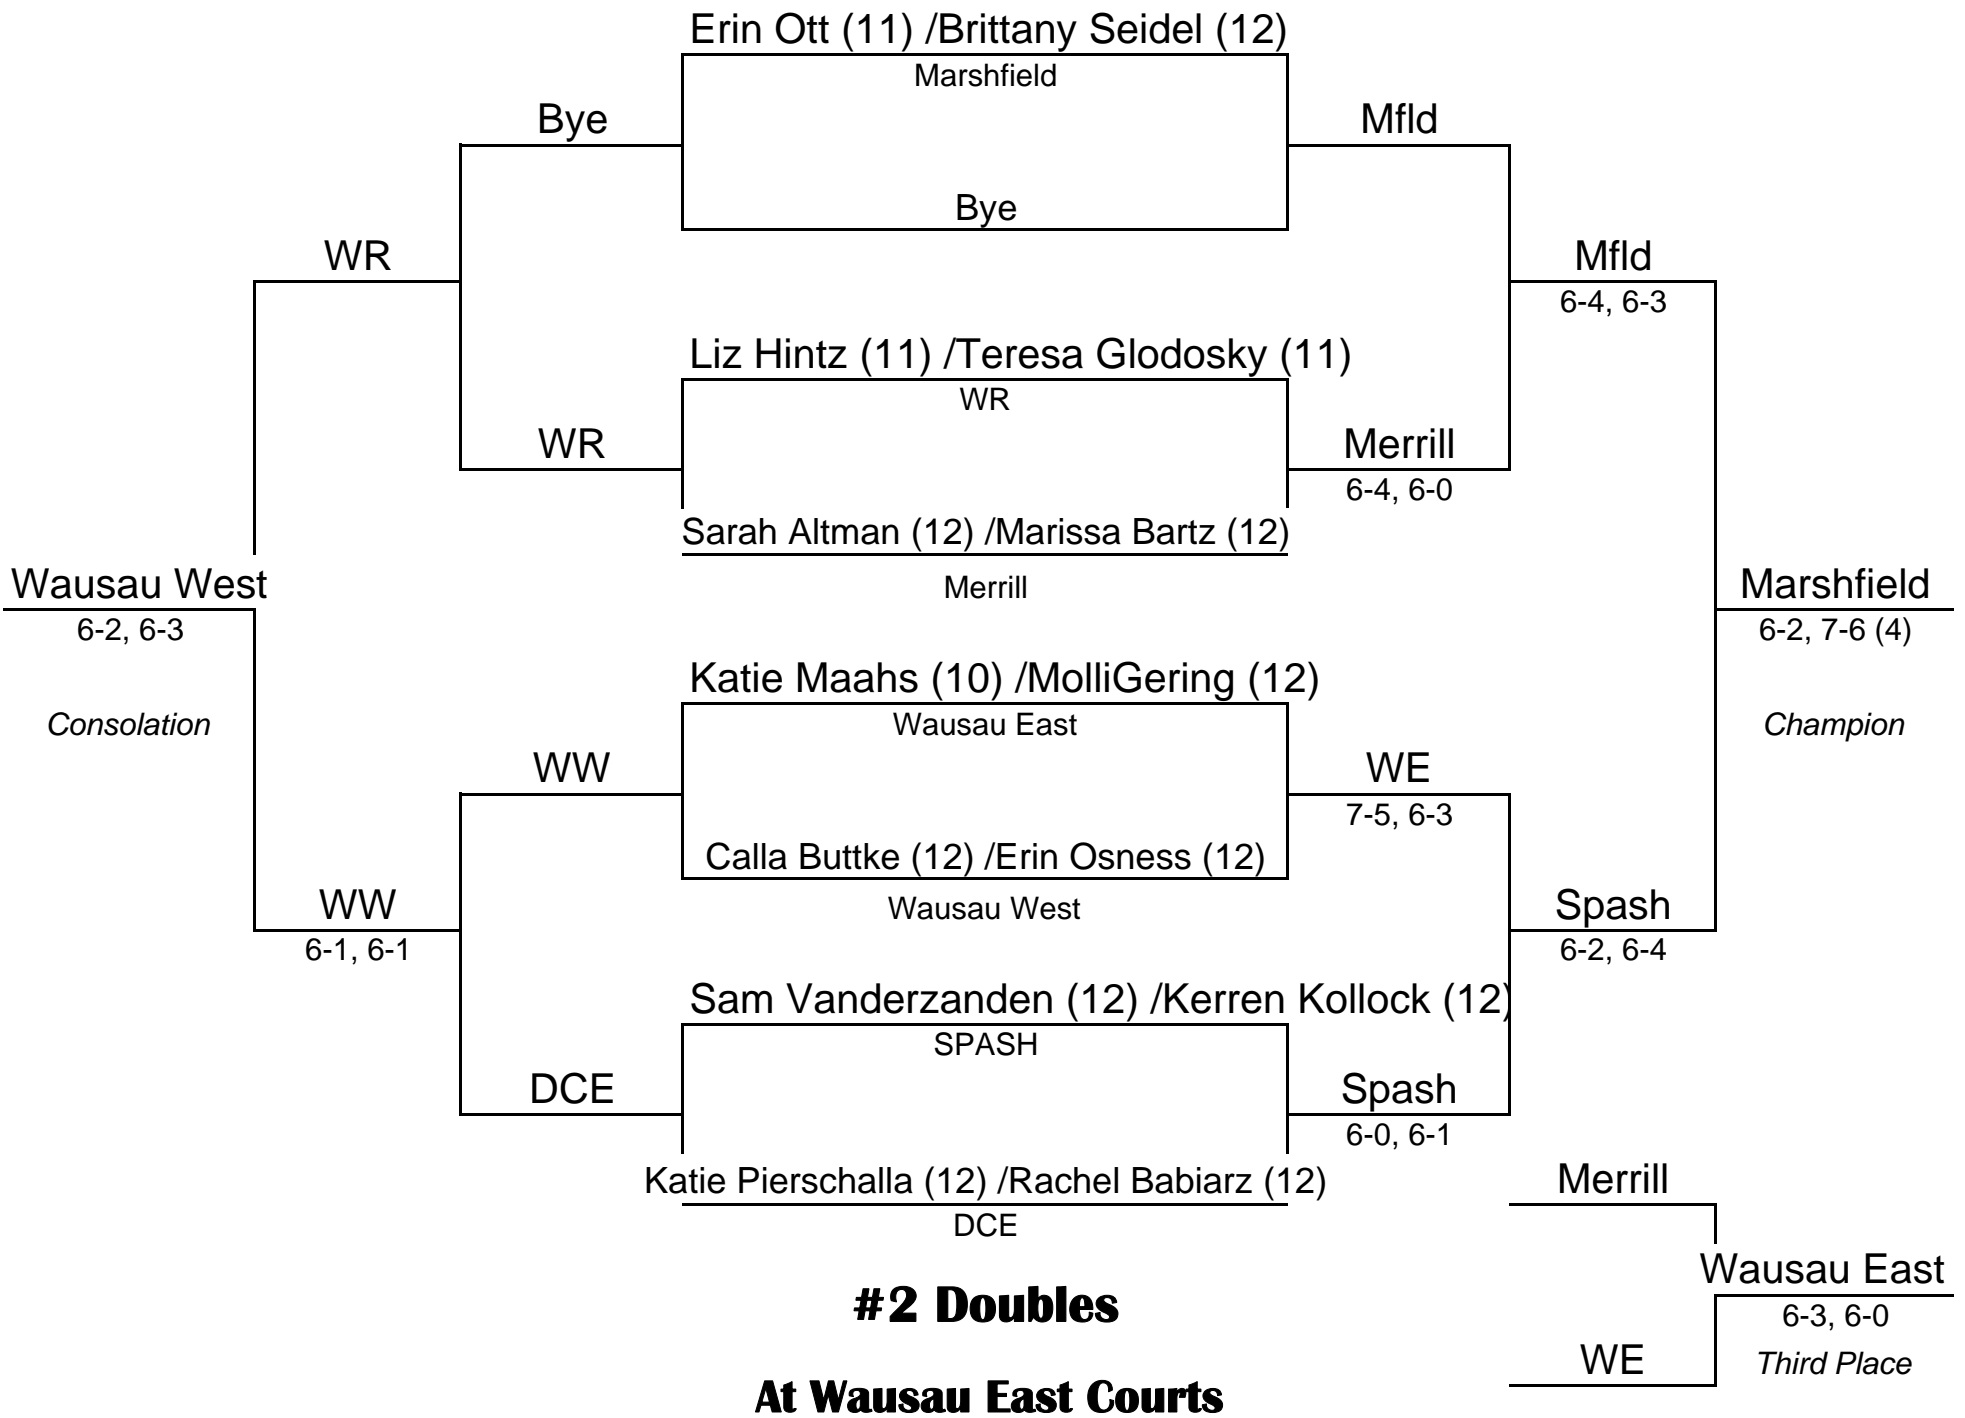 Erin Ott (11) /Brittany Seidel (12)
Marshfield
Bye
Mfld
Bye
WR
Mfld
6-4, 6-3
Liz Hintz (11) /Teresa Glodosky (11)
WR
WR
Merrill
6-4, 6-0
Sarah Altman (12) /Marissa Bartz (12)
Merrill
Wausau West
6-2, 6-3
Marshfield
6-2, 7-6 (4)
Katie Maahs (10) /MolliGering (12)
Wausau East
Consolation
Champion
WW
WE
7-5, 6-3
Calla Buttke (12) /Erin Osness (12)
Wausau West
WW
6-1, 6-1
Spash
6-2, 6-4
Sam Vanderzanden (12) /Kerren Kollock (12)
SPASH
DCE
Spash
6-0, 6-1
Katie Pierschalla (12) /Rachel Babiarz (12)
DCE
Merrill
Wausau East
6-3, 6-0
#2 Doubles
WE
Third Place
At Wausau East Courts